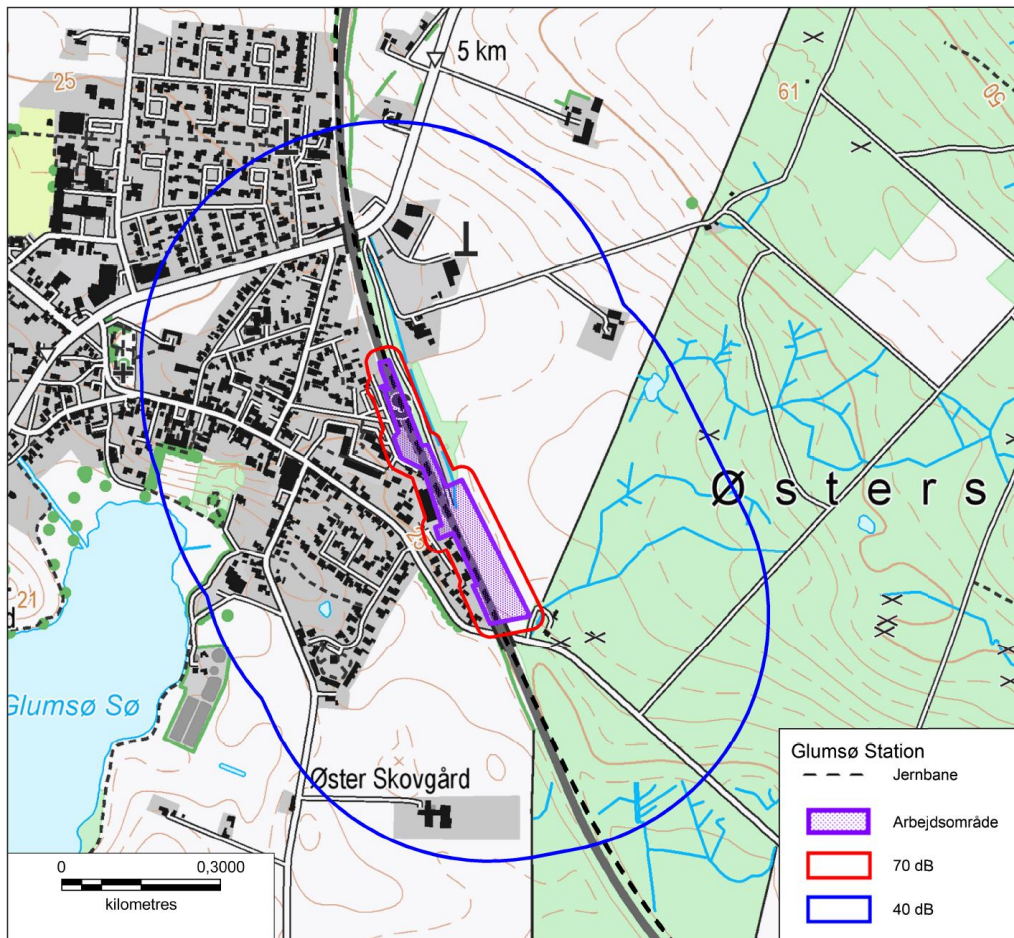 5 km
25
61
50
Østers
25
21
Glumsø Sø
Øster Skovgård
Glumsø Station
Jernbane
Arbejdsområde
70 dB
40 dB
0 0,3000
kilometres